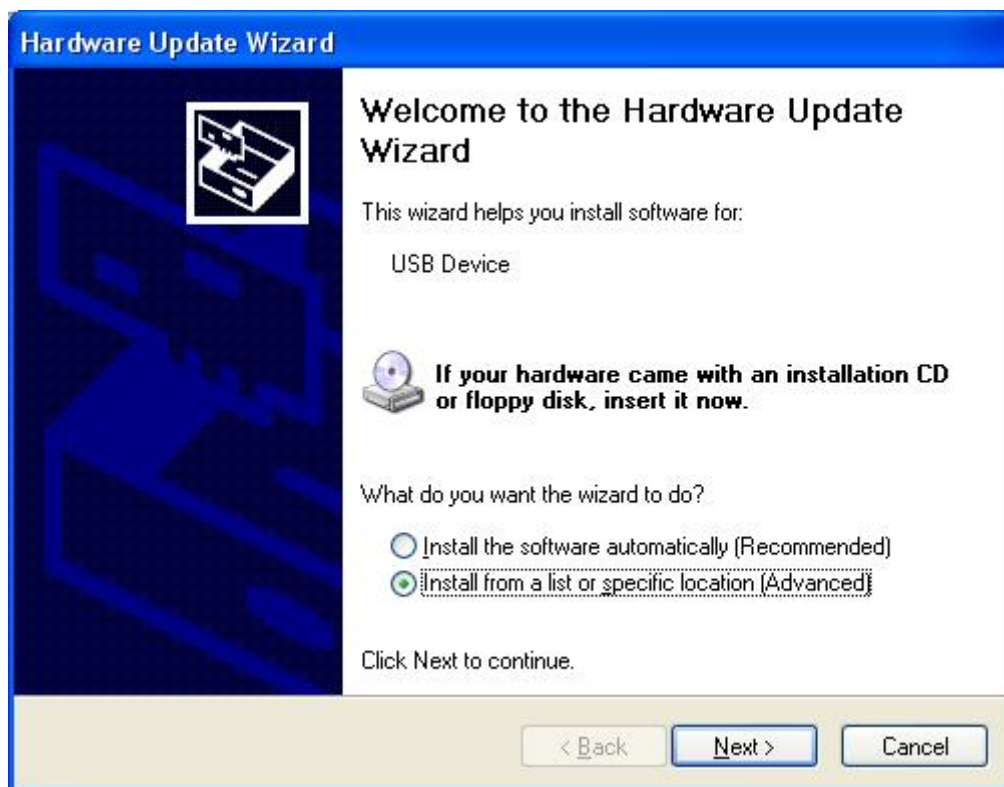 Hardware Update Wizard
Welcome to the Hardware Update
Wizard
This wizard helps you install software for:
USB Device
If your hardware came with an installation CD
or floppy disk, insert it now.
What do you want the wizard to do?
Install the software automatically (Recommended)
Install from a list or specific location (Advanced)
Click Next to continue.
< Back
Next >
Cancel